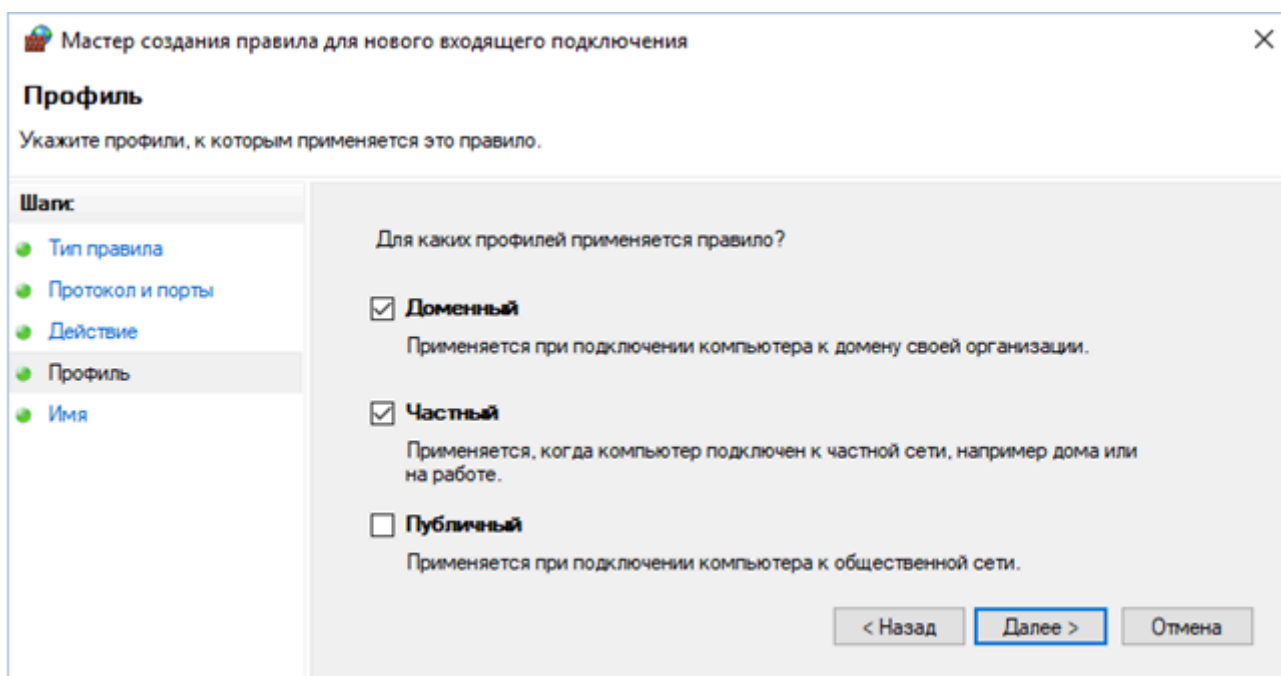 Мастер создания правила для нового входящего подключения
Профиль
Укажите профили, к которым применяется это правило.
Шаги:
Тип правила
Протокол и порты
Действие
Профиль
Имя
Для каких профилей применяется правило?
Доменный
Применяется при подключении компьютера к домену своей организации.
Частный
Применяется, когда компьютер подключен к частной сети, например дома или
на работе.
Публичный
Применяется при подключении компьютера к общественной сети.
< Назад
Далее >
Отмена